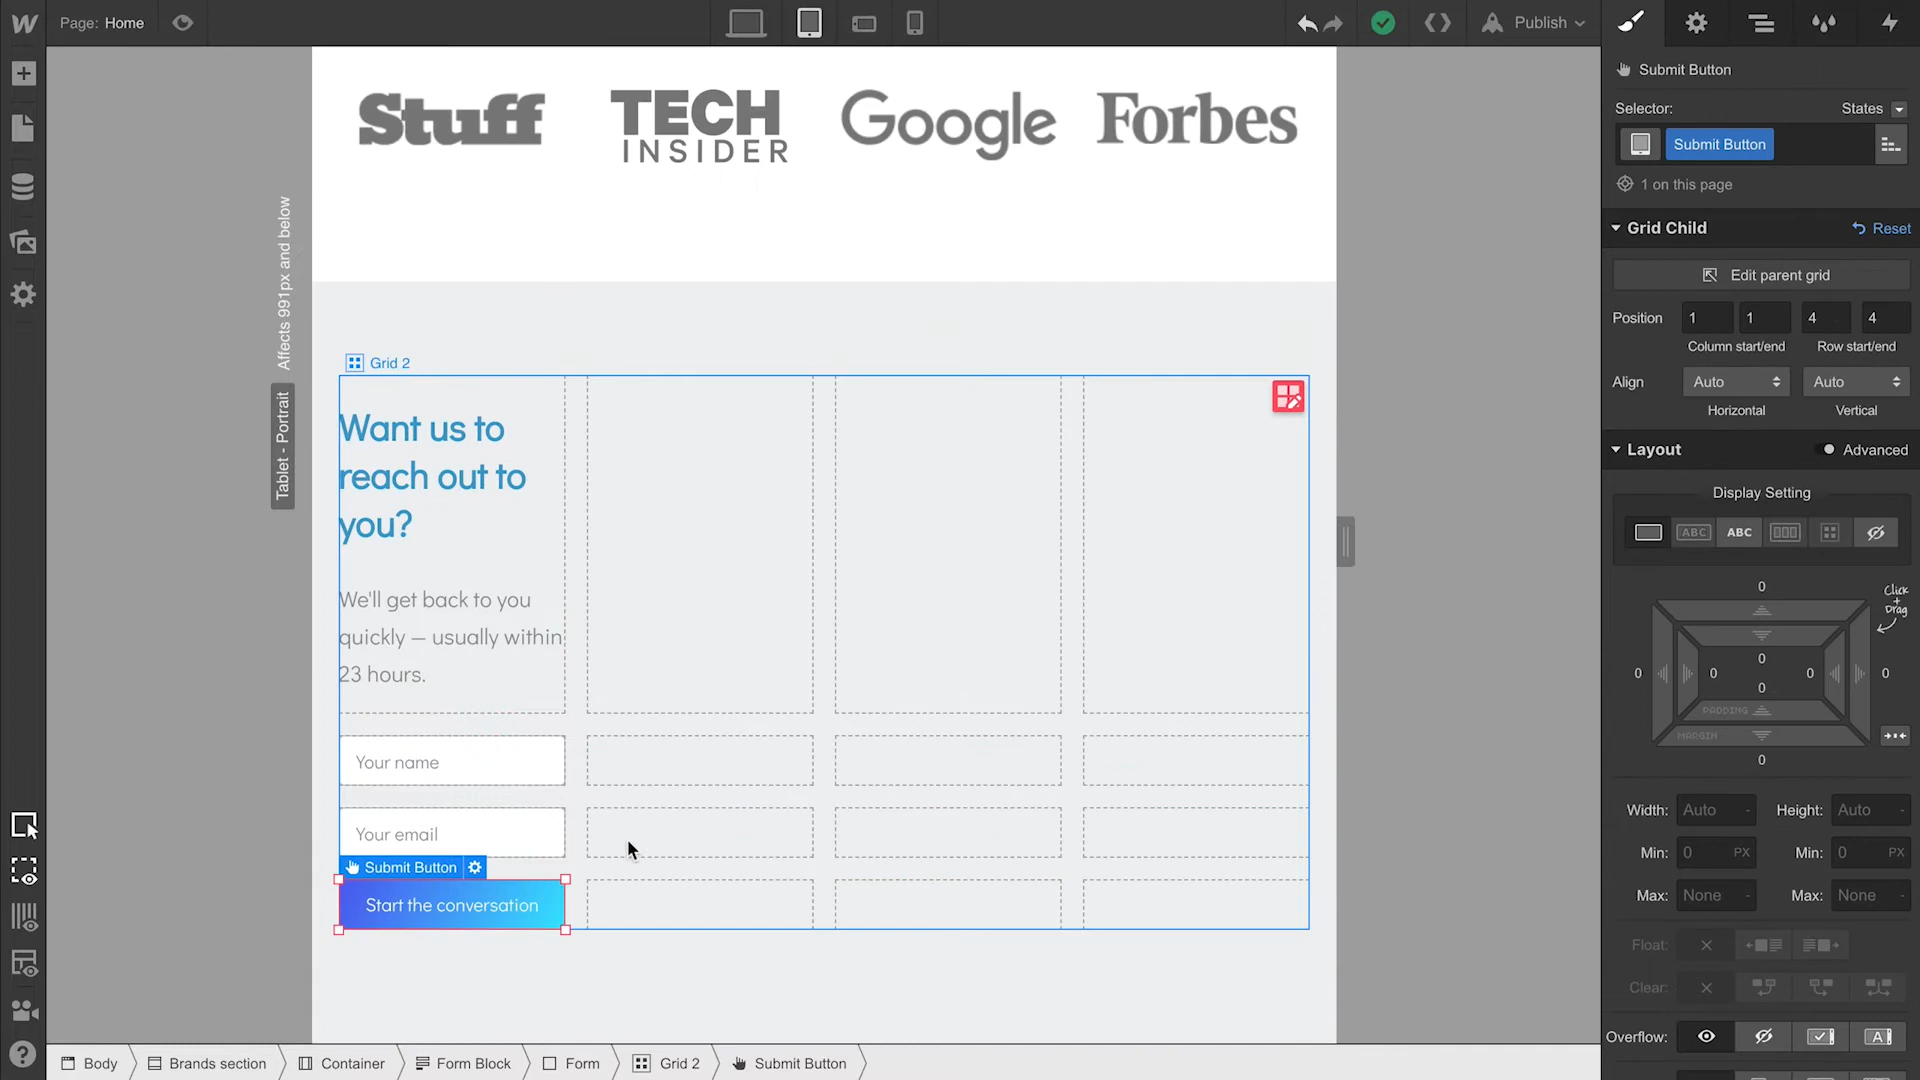 Page: Home
Publish
Stuff
TECH
INSIDER
Google
Forbes
Affects 991px and below
Tablet - Portrait
Grid 2
Want us to
reach out to
you?
We'll get back to you
quickly — usually within
23 hours.
Your name
Your email
Submit Button
Start the conversation
Body
Brands section
Container
Form Block
Form
Grid 2
Submit Button
Submit Button
Selector:
States
Submit Button
1 on this page
Grid Child
Reset
Edit parent grid
Position
1
1
4
4
Column start/end
Row start/end
Align
Auto
Auto
Horizontal
Vertical
Layout
Advanced
Display Setting
ABC
ABC
0
Click
+
Drag
0
0
0
0
0
0
0
PADDING
MARGIN
0
Width:
Auto
-
Height:
Auto
-
Min:
0
PX
Min:
0
PX
Max:
None
-
Max:
None
-
Float:
Clear:
Overflow:
A